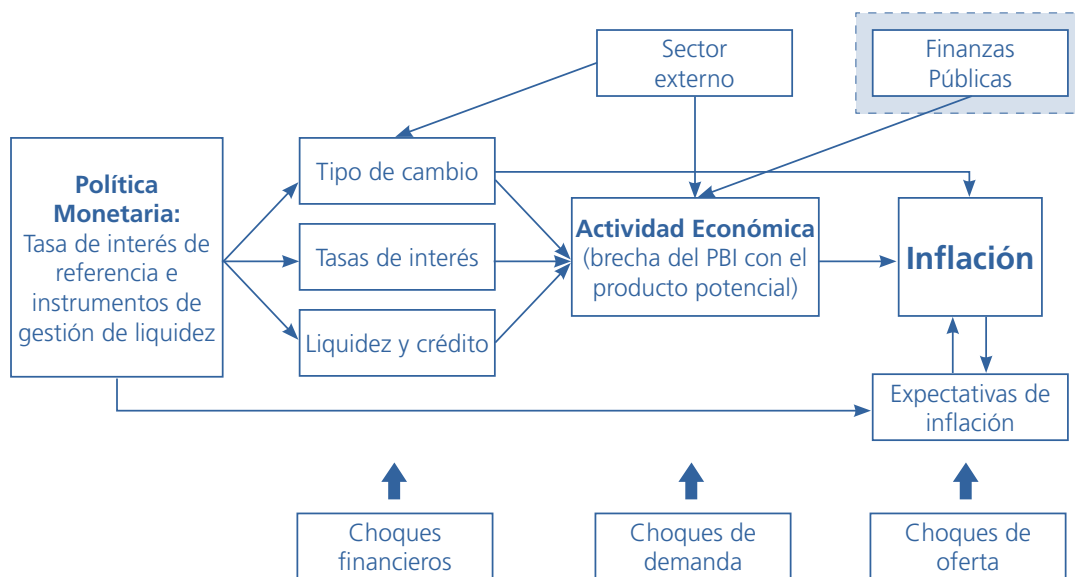 Sector
externo
Finanzas
Públicas
Política
Monetaria:
Tasa de interés de
referencia e
instrumentos de
gestión de liquidez
Tipo de cambio
Tasas de interés
Liquidez y crédito
Actividad Económica
(brecha del PBI con el
producto potencial)
Inflación
Expectativas de
inflación
Choques
financieros
Choques de
demanda
Choques de
oferta